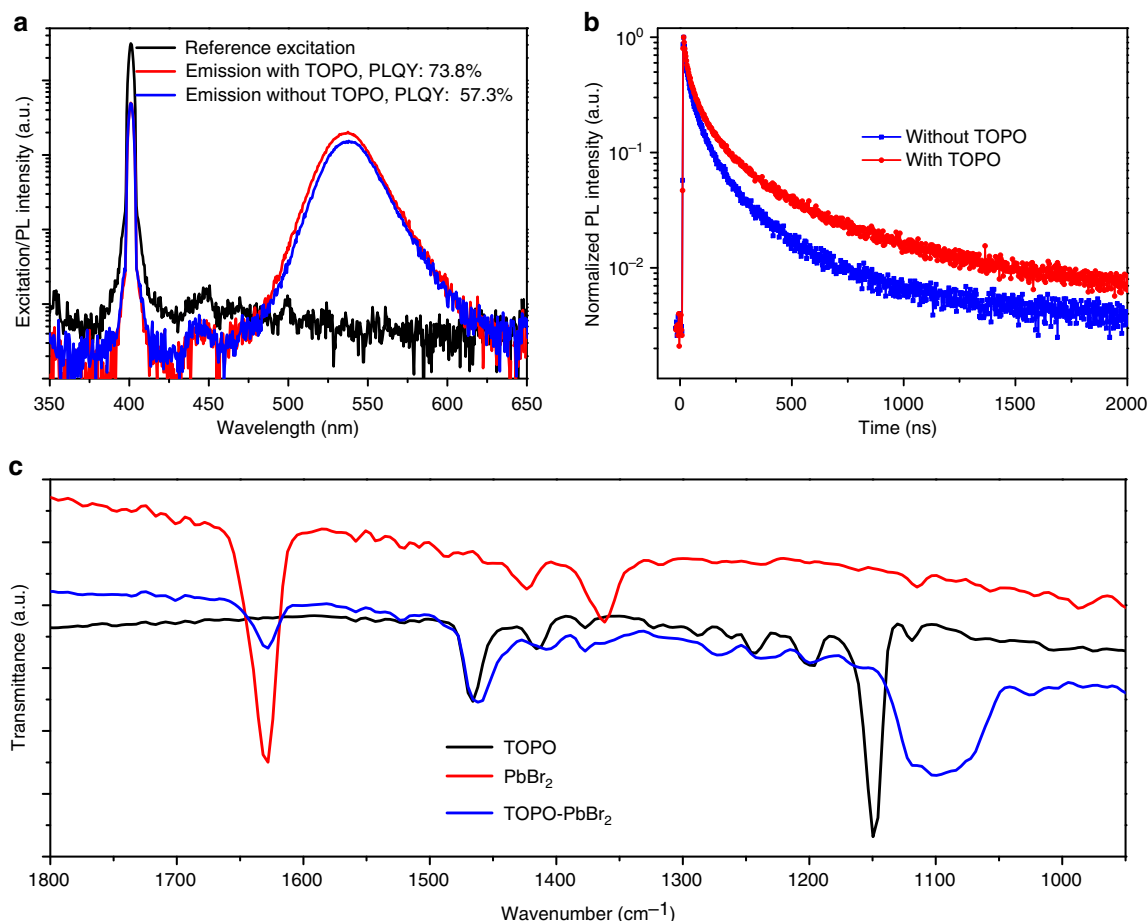 a
Excitation/PL intensity (a.u.)
Reference excitation
Emission with TOPO, PLQY: 73.8%
Emission without TOPO, PLQY: 57.3%
350 400 450 500 550 600 650
Wavelength (nm)
b
Normalized PL intensity (a.u.)
10⁰
10⁻¹
10⁻²
Without TOPO
With TOPO
0 500 1000 1500 2000
Time (ns)
c
Transmittance (a.u.)
TOPO
PbBr₂
TOPO-PbBr₂
1800 1700 1600 1500 1400 1300 1200 1100 1000
Wavenumber (cm⁻¹)